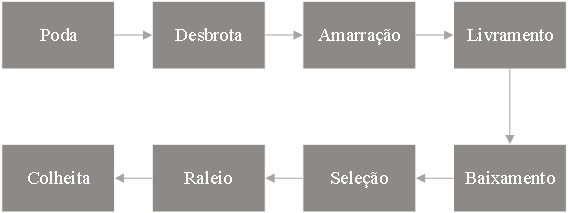 Poda
Desbrota
Amarração
Livramento
Baixamento
Seleção
Raleio
Colheita